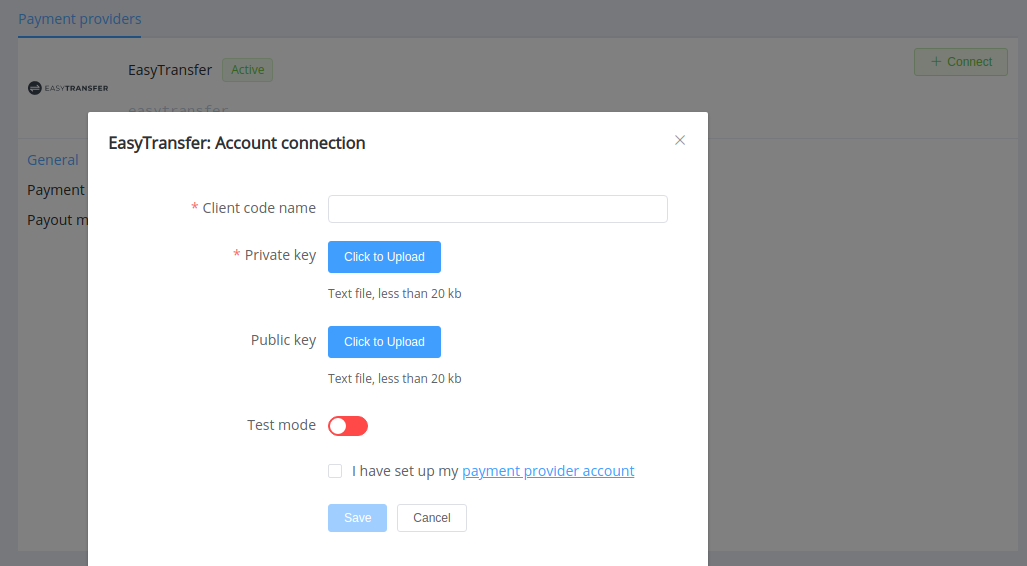 Payment providers
EASYTRANSFER
EasyTransfer Active
+ Connect
easytransfer
General
Payment
Payout m
EasyTransfer: Account connection
* Client code name
* Private key Click to Upload
Text file, less than 20 kb
Public key Click to Upload
Text file, less than 20 kb
Test mode
I have set up my payment provider account
Save Cancel